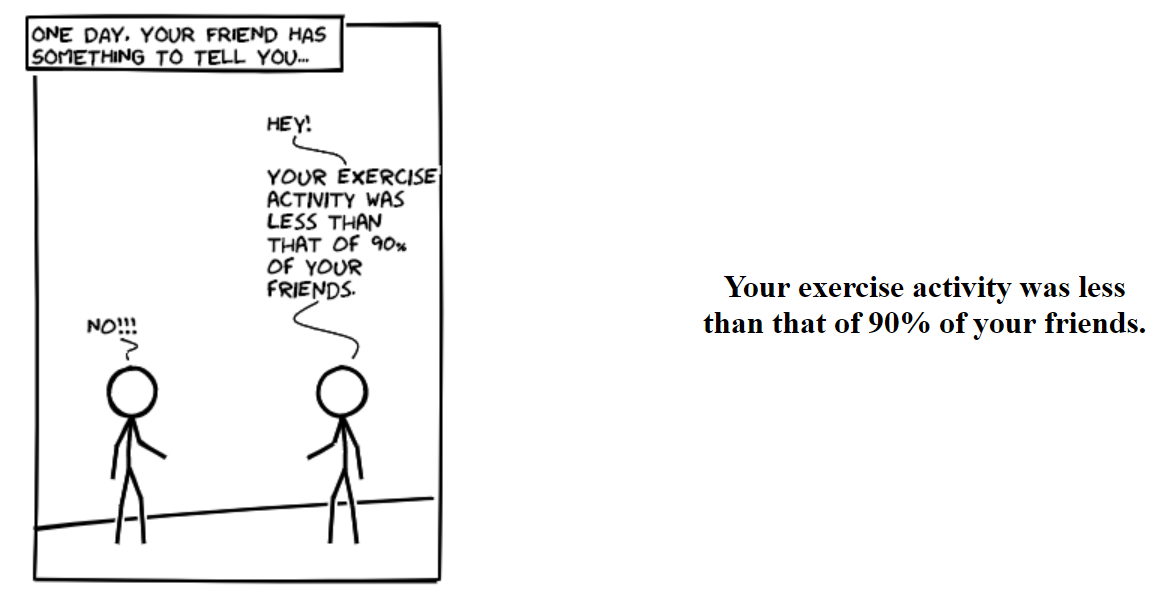 ONE DAY, YOUR FRIEND HAS
SOMETHING TO TELL YOU...
HEY!
YOUR EXERCISE
ACTIVITY WAS
LESS THAN
THAT OF 90%
OF YOUR
FRIENDS.
NO!!!
Your exercise activity was less
than that of 90% of your friends.